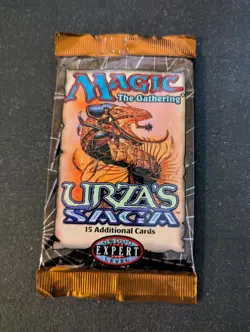 MAGIC
The Gathering
URZA'S
SAGA
15 Additional Cards
EXPERT
LEVEL